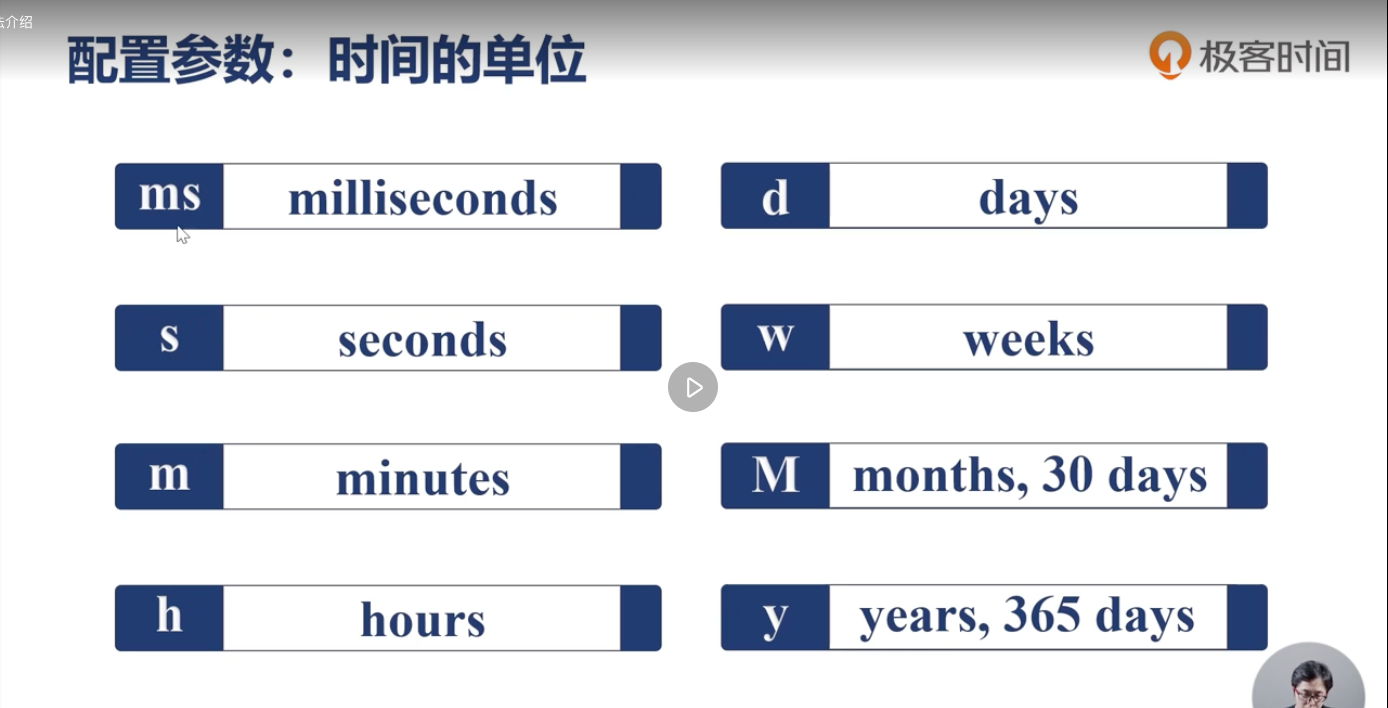 法介绍
配置参数：时间的单位
极客时间
ms milliseconds
d days
s seconds
w weeks
m minutes
M months, 30 days
h hours
y years, 365 days